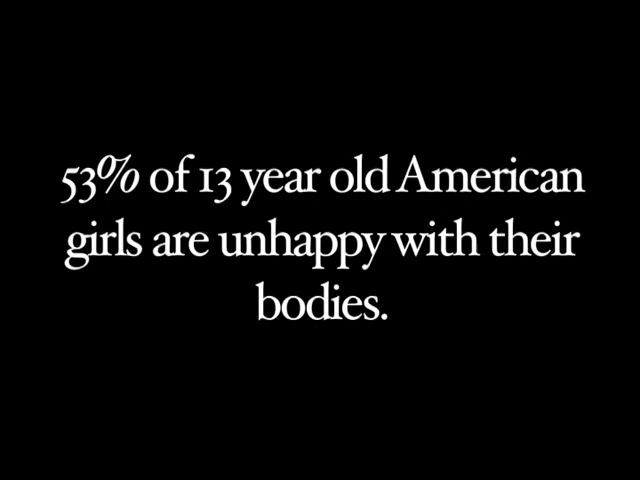 53% of 13 year old American
girls are unhappy with their
bodies.